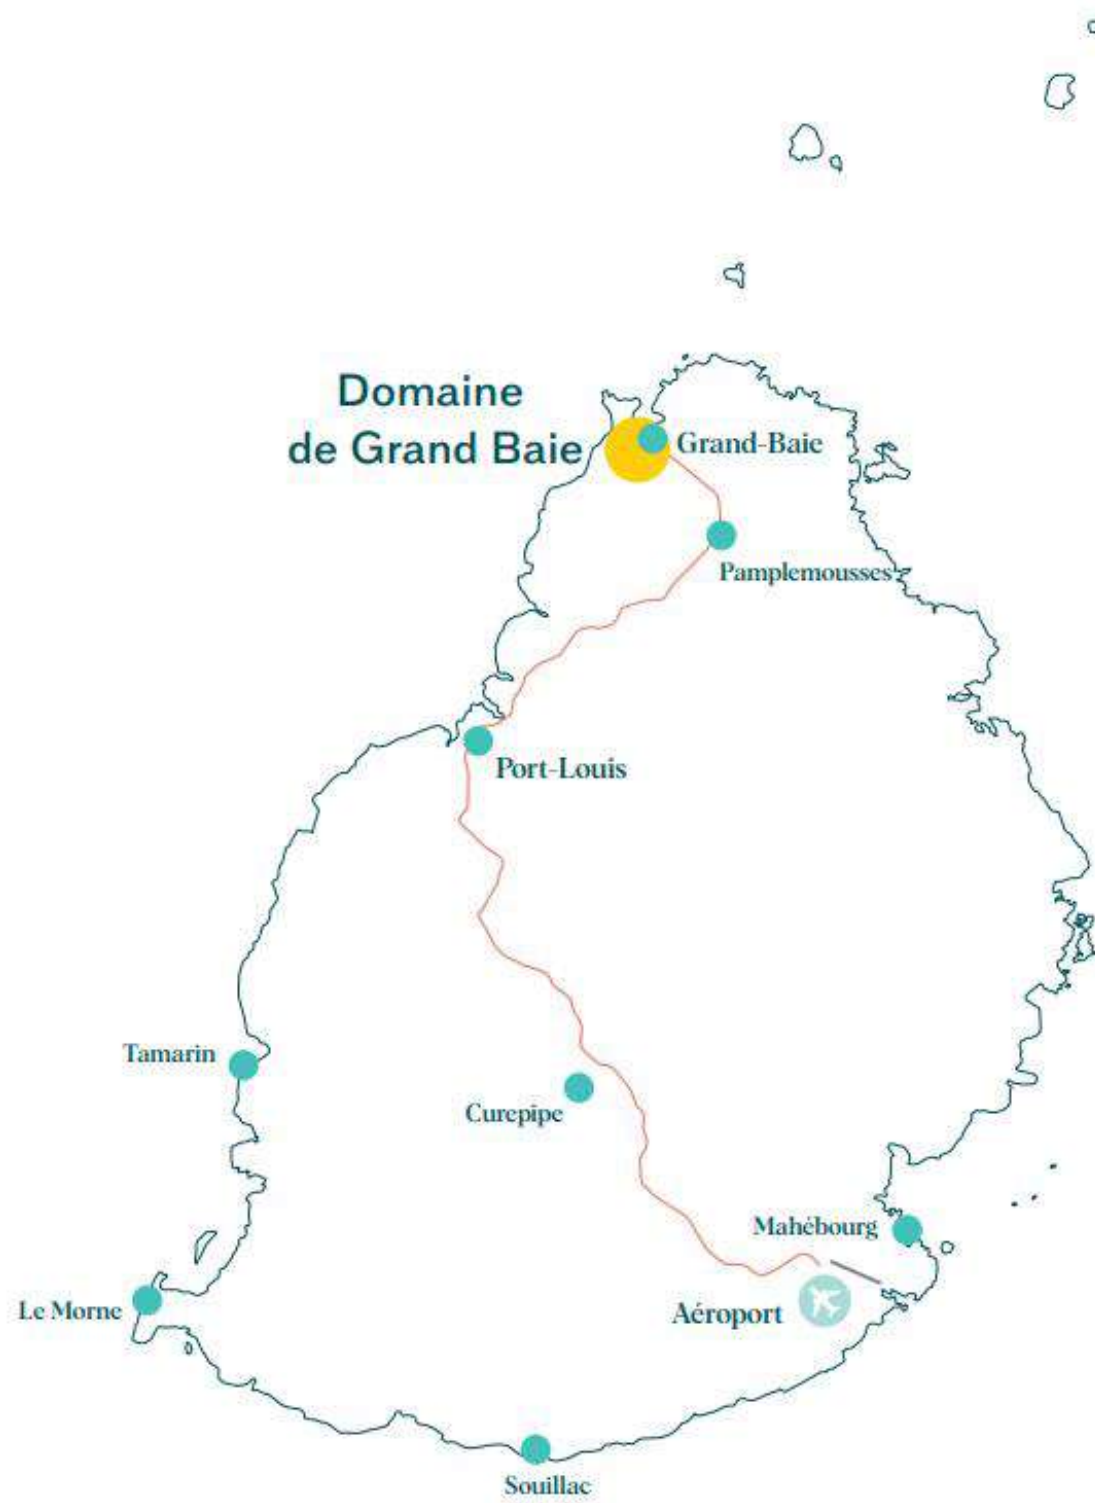 Domaine
de Grand Baie
Grand-Baie
Pamplemousses
Port-Louis
Tamarin
Curepipe
Mahébourg
Le Morne
Aéroport
Souillac